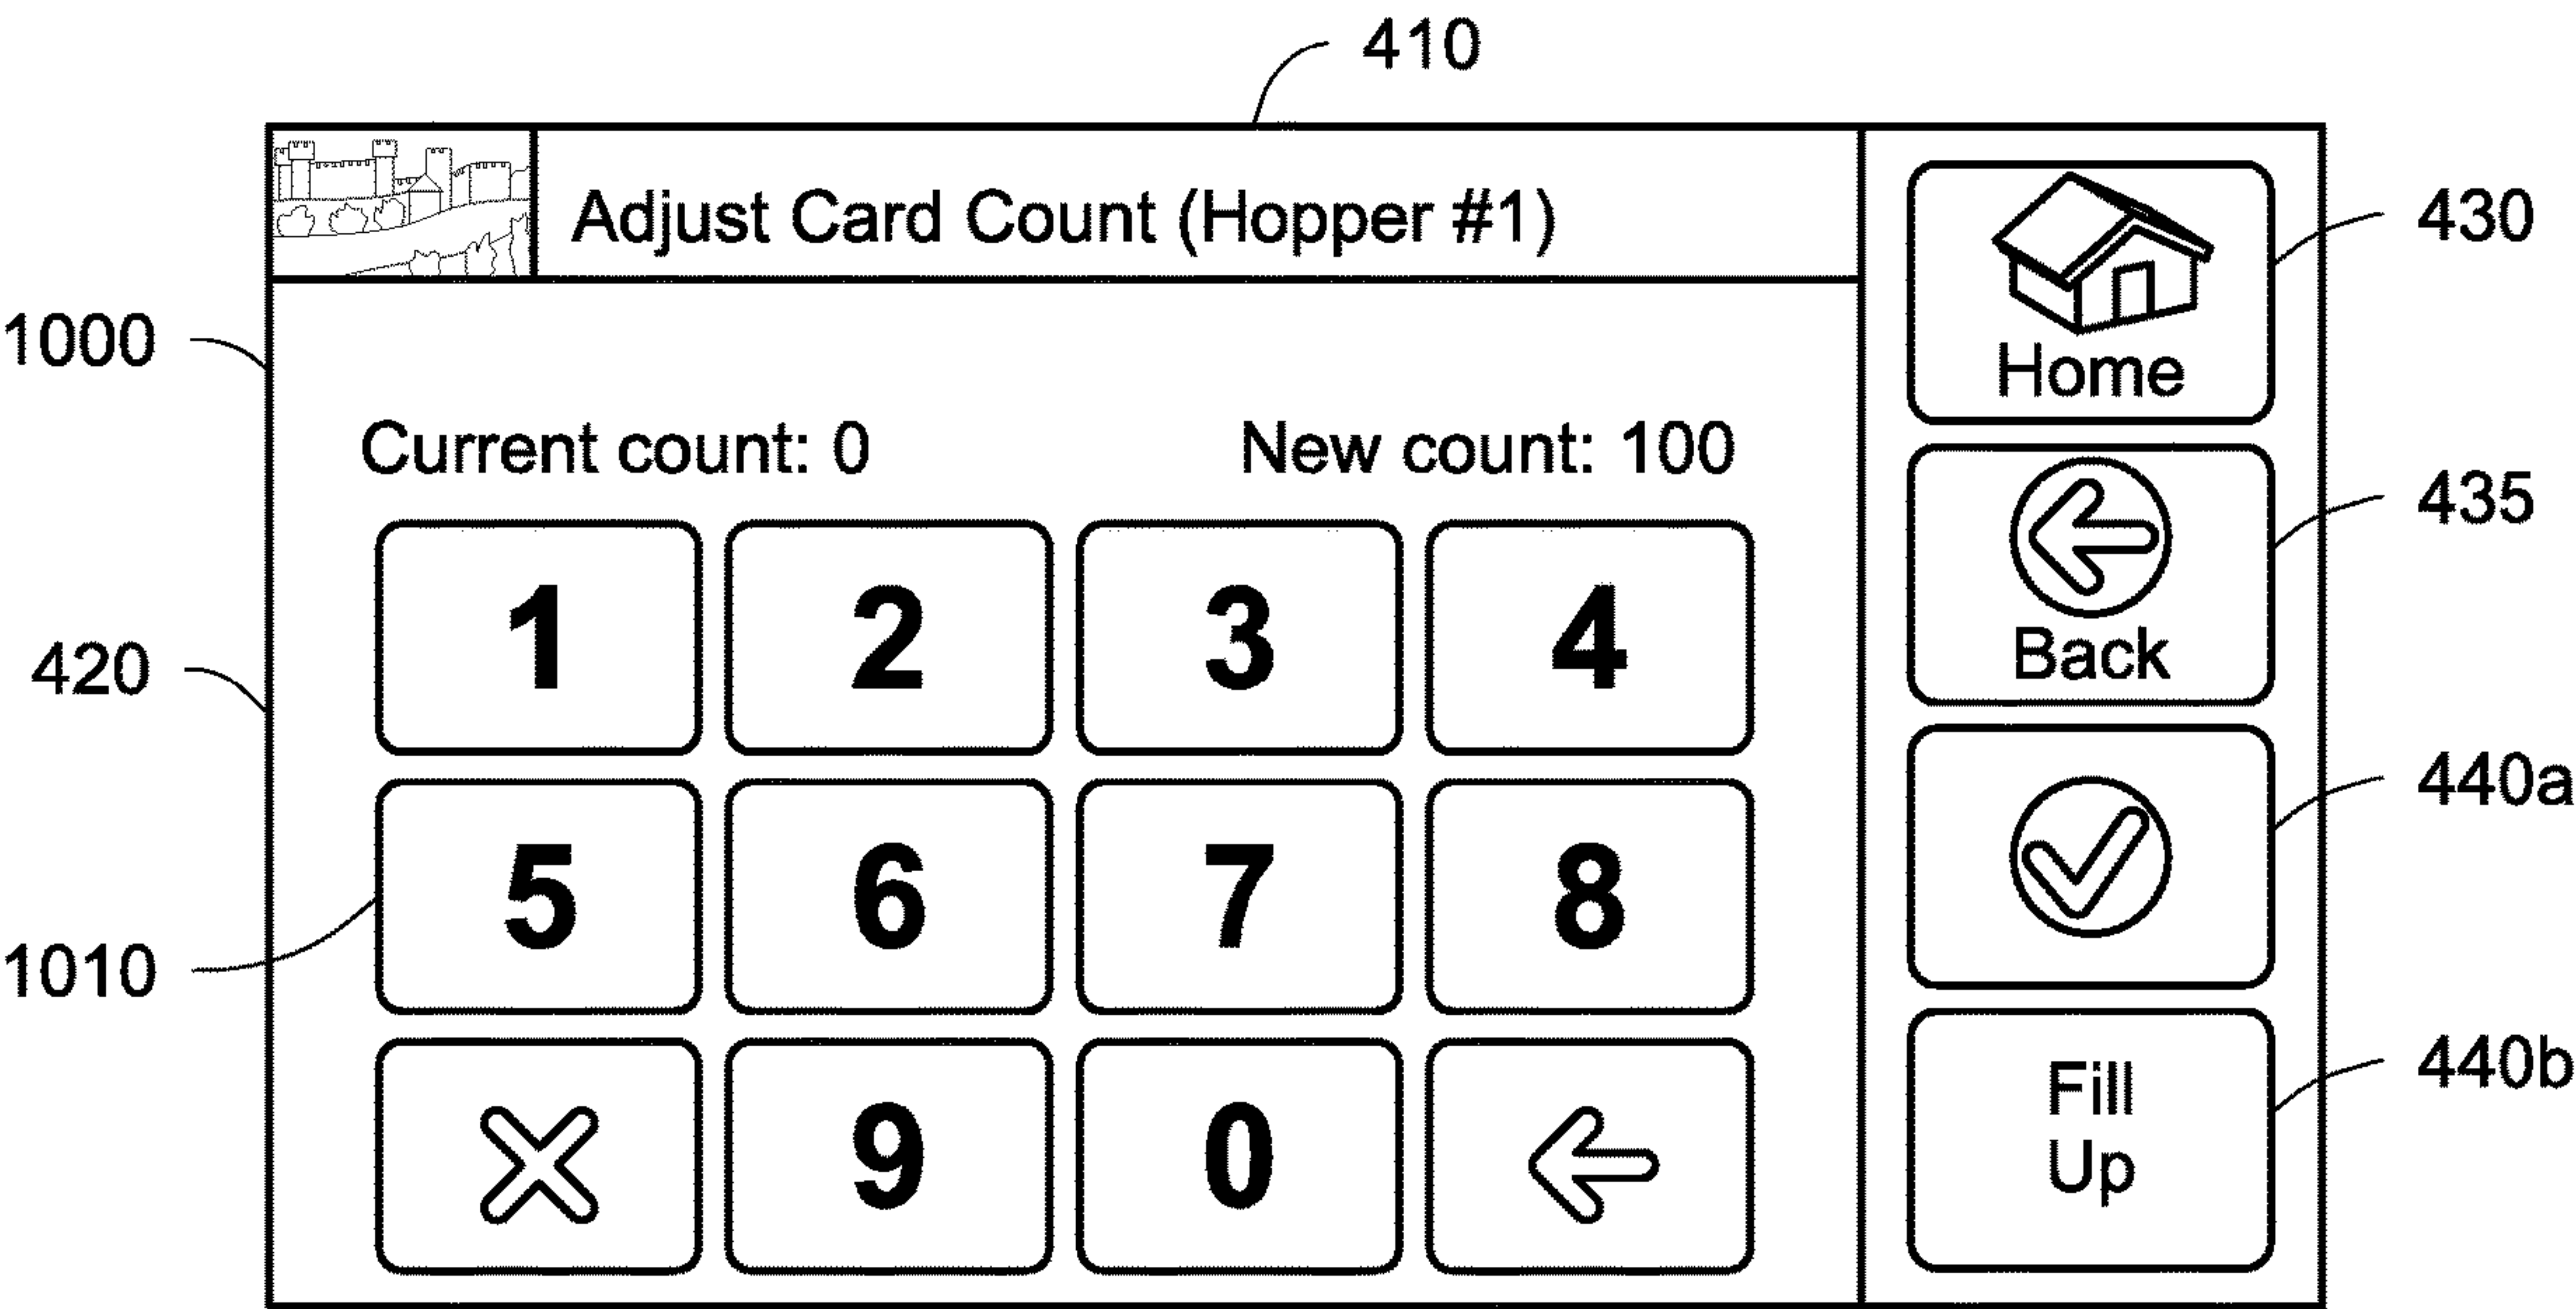 410
Adjust Card Count (Hopper #1)
430
Home
1000
Current count: 0
New count: 100
435
Back
1 2 3 4
420
440a
5 6 7 8
1010
440b
Fill
Up
9 0